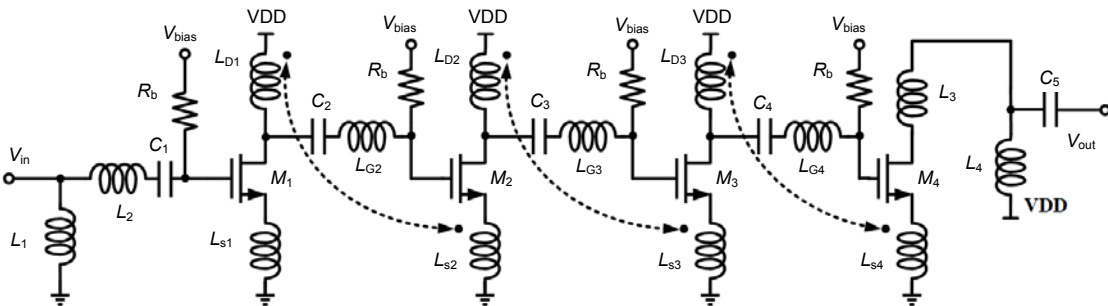 VDD
VDD
VDD
V_bias
V_bias
V_bias
V_bias
L_D1
L_D2
L_D3
R_b
R_b
R_b
R_b
L_3
C_2
C_3
C_4
C_5
V_in
C_1
L_G2
L_G3
L_G4
V_out
M_1
M_2
M_3
M_4
L_4
L_2
VDD
L_1
L_s1
L_s2
L_s3
L_s4